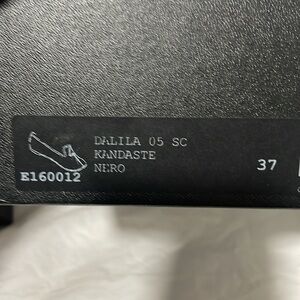 DALILA 05 SC
KANDASTE
NERO
37
E160012